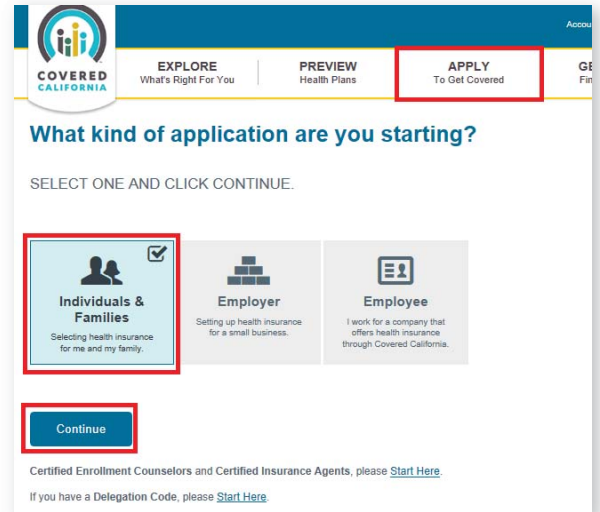 Accou
COVERED
CALIFORNIA
EXPLORE
What's Right For You
PREVIEW
Health Plans
APPLY
To Get Covered
GE
Fin
What kind of application are you starting?
SELECT ONE AND CLICK CONTINUE.
Individuals &
Families
Selecting health insurance
for me and my family.
Employer
Setting up health insurance
for a small business.
Employee
I work for a company that
offers health insurance
through Covered California.
Continue
Certified Enrollment Counselors and Certified Insurance Agents, please Start Here.
If you have a Delegation Code, please Start Here.